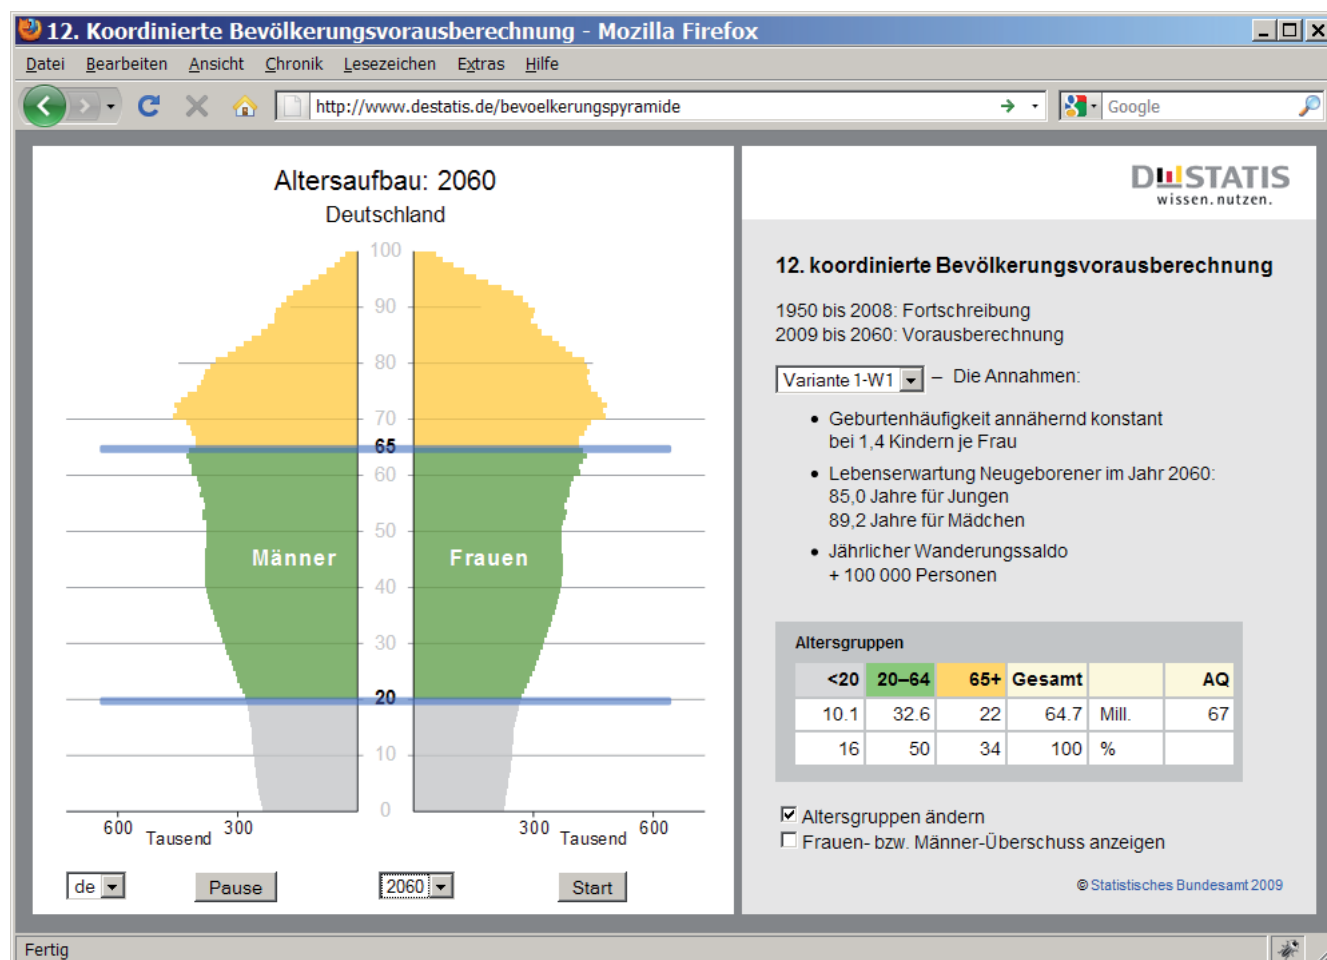 12. Koordinierte Bevölkerungsvorausberechnung - Mozilla Firefox
Datei Bearbeiten Ansicht Chronik Lesezeichen Extras Hilfe
http://www.destatis.de/bevoelkerungspyramide
Google
Altersaufbau: 2060
Deutschland
100
90
80
70
65
60
50
Männer Frauen
40
30
20
10
0
600 300 300 600
Tausend Tausend
de Pause 2060 Start
DESTATIS
wissen.nutzen.
12. koordinierte Bevölkerungsvorausberechnung
1950 bis 2008: Fortschreibung
2009 bis 2060: Vorausberechnung
Variante 1-W1 – Die Annahmen:
• Geburtenhäufigkeit annähernd konstant
bei 1,4 Kindern je Frau
• Lebenserwartung Neugeborener im Jahr 2060:
85,0 Jahre für Jungen
89,2 Jahre für Mädchen
• Jährlicher Wanderungssaldo
+ 100 000 Personen
Altersgruppen
<20 20–64 65+ Gesamt AQ
10.1 32.6 22 64.7 Mill. 67
16 50 34 100 %
Altersgruppen ändern
Frauen- bzw. Männer-Überschuss anzeigen
© Statistisches Bundesamt 2009
Fertig